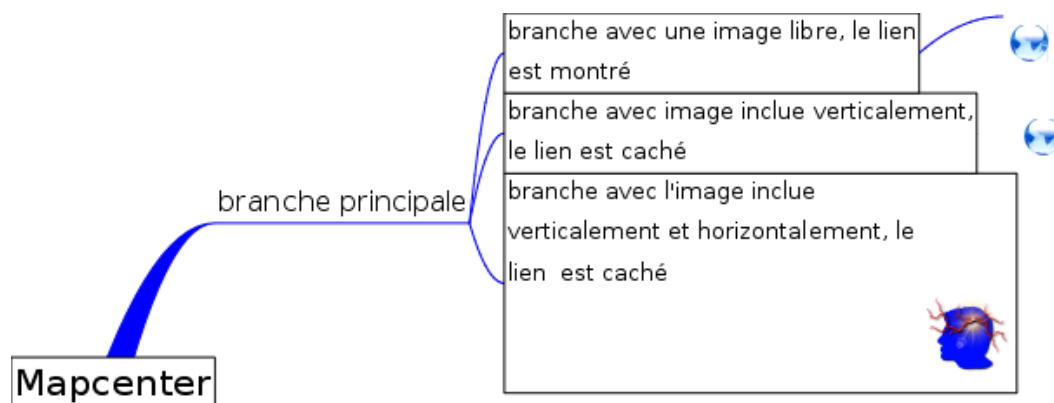 branche avec une image libre, le lien
est montré
branche avec image inclue verticalement,
le lien est caché
branche principale
branche avec l'image inclue
verticalement et horizontalement, le
lien  est caché
Mapcenter